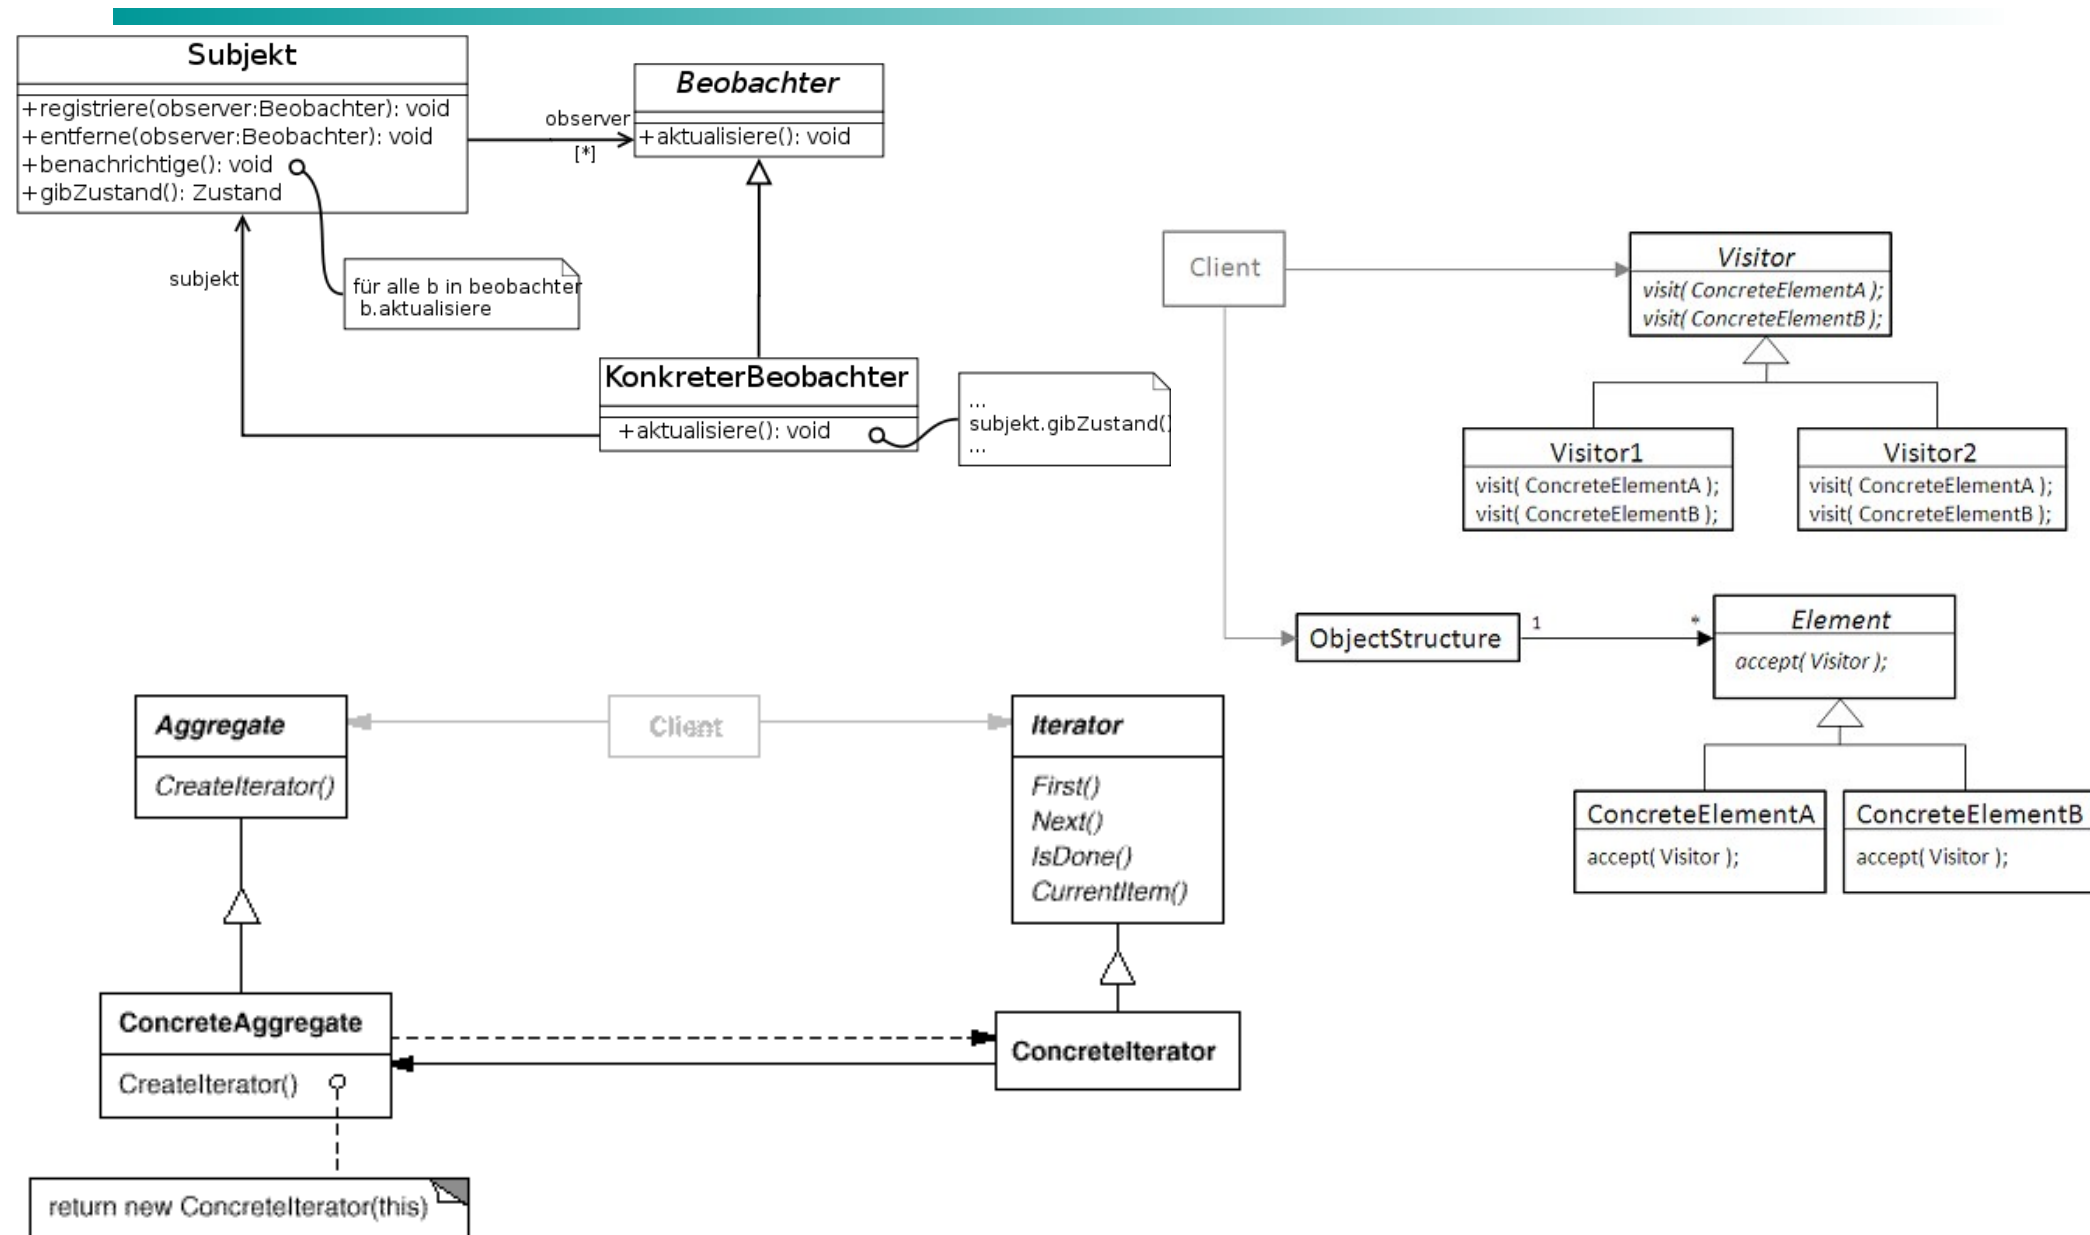 Subjekt
+registriere(observer:Beobachter): void
+entferne(observer:Beobachter): void
+benachrichtige(): void
+gibZustand(): Zustand
observer
[*]
Beobachter
+aktualisiere(): void
subjekt
für alle b in beobachter
b.aktualisiere
KonkreterBeobachter
+aktualisiere(): void
...
subjekt.gibZustand()
...
Client
Visitor
visit( ConcreteElementA );
visit( ConcreteElementB );
Visitor1
visit( ConcreteElementA );
visit( ConcreteElementB );
Visitor2
visit( ConcreteElementA );
visit( ConcreteElementB );
ObjectStructure
1
*
Element
accept( Visitor );
ConcreteElementA
accept( Visitor );
ConcreteElementB
accept( Visitor );
Aggregate
CreateIterator()
Client
Iterator
First()
Next()
IsDone()
CurrentItem()
ConcreteAggregate
CreateIterator()
ConcreteIterator
return new ConcreteIterator(this)